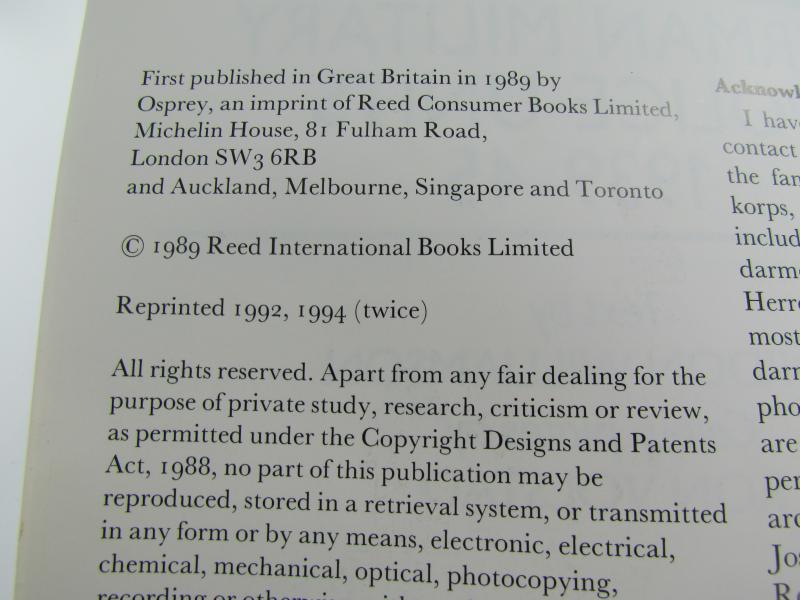 First published in Great Britain in 1989 by
Osprey, an imprint of Reed Consumer Books Limited,
Michelin House, 81 Fulham Road,
London SW3 6RB
and Auckland, Melbourne, Singapore and Toronto
© 1989 Reed International Books Limited
Reprinted 1992, 1994 (twice)
All rights reserved. Apart from any fair dealing for the
purpose of private study, research, criticism or review,
as permitted under the Copyright Designs and Patents
Act, 1988, no part of this publication may be
reproduced, stored in a retrieval system, or transmitted
in any form or by any means, electronic, electrical,
chemical, mechanical, optical, photocopying,
recording or otherwise
I have
contact
the
korps,
Herre
most
are